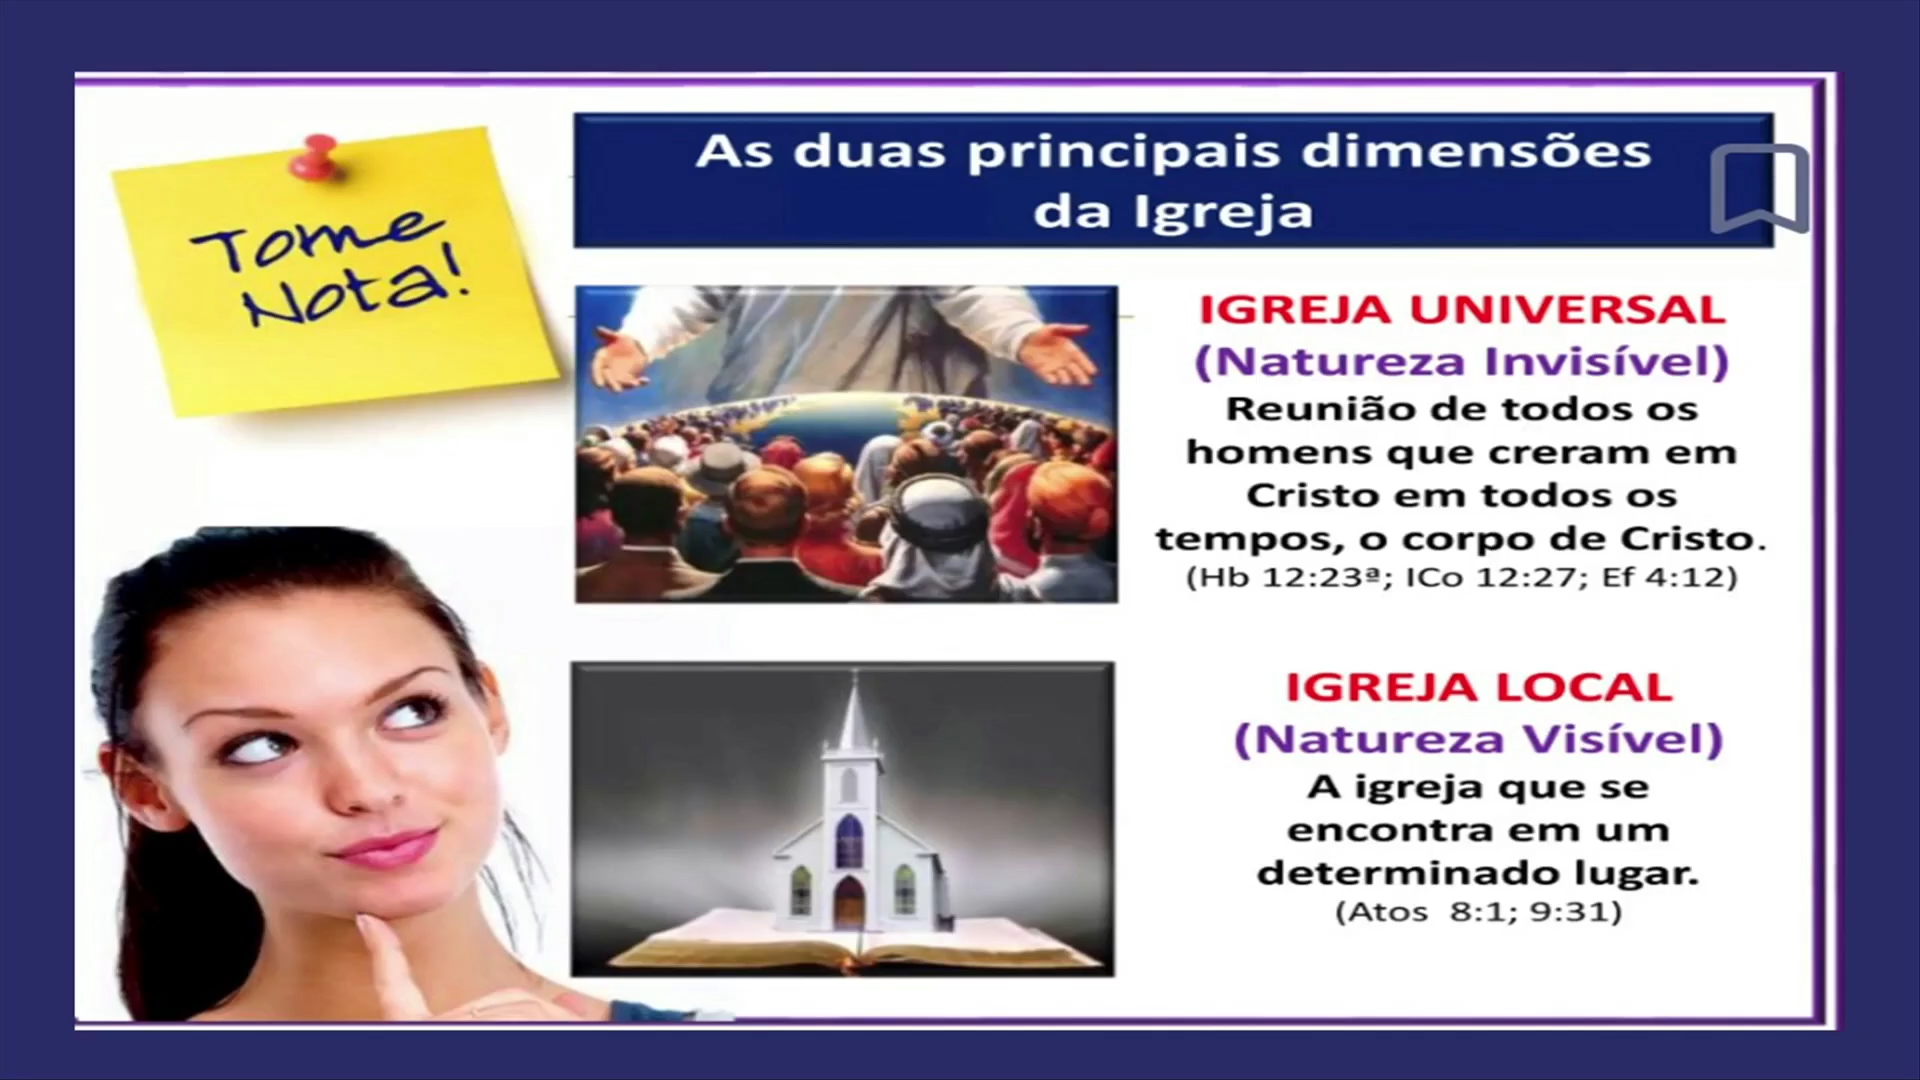 Tome
Nota!
As duas principais dimensões
da Igreja
IGREJA UNIVERSAL
(Natureza Invisível)
Reunião de todos os
homens que creram em
Cristo em todos os
tempos, o corpo de Cristo.
(Hb 12:23ª; ICo 12:27; Ef 4:12)
IGREJA LOCAL
(Natureza Visível)
A igreja que se
encontra em um
determinado lugar.
(Atos 8:1; 9:31)